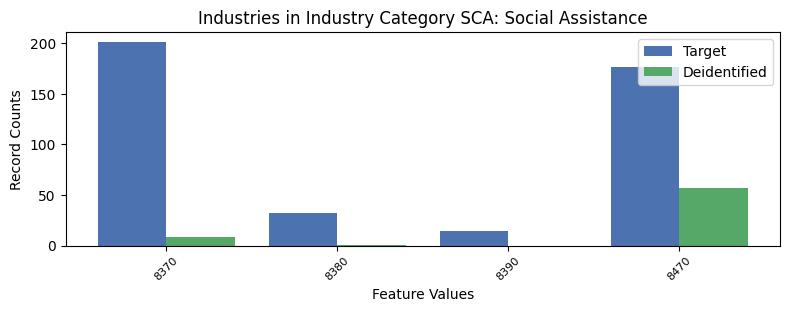 Industries in Industry Category SCA: Social Assistance
Target
Deidentified
Record Counts
200
150
100
50
0
8370
8380
8390
8470
Feature Values